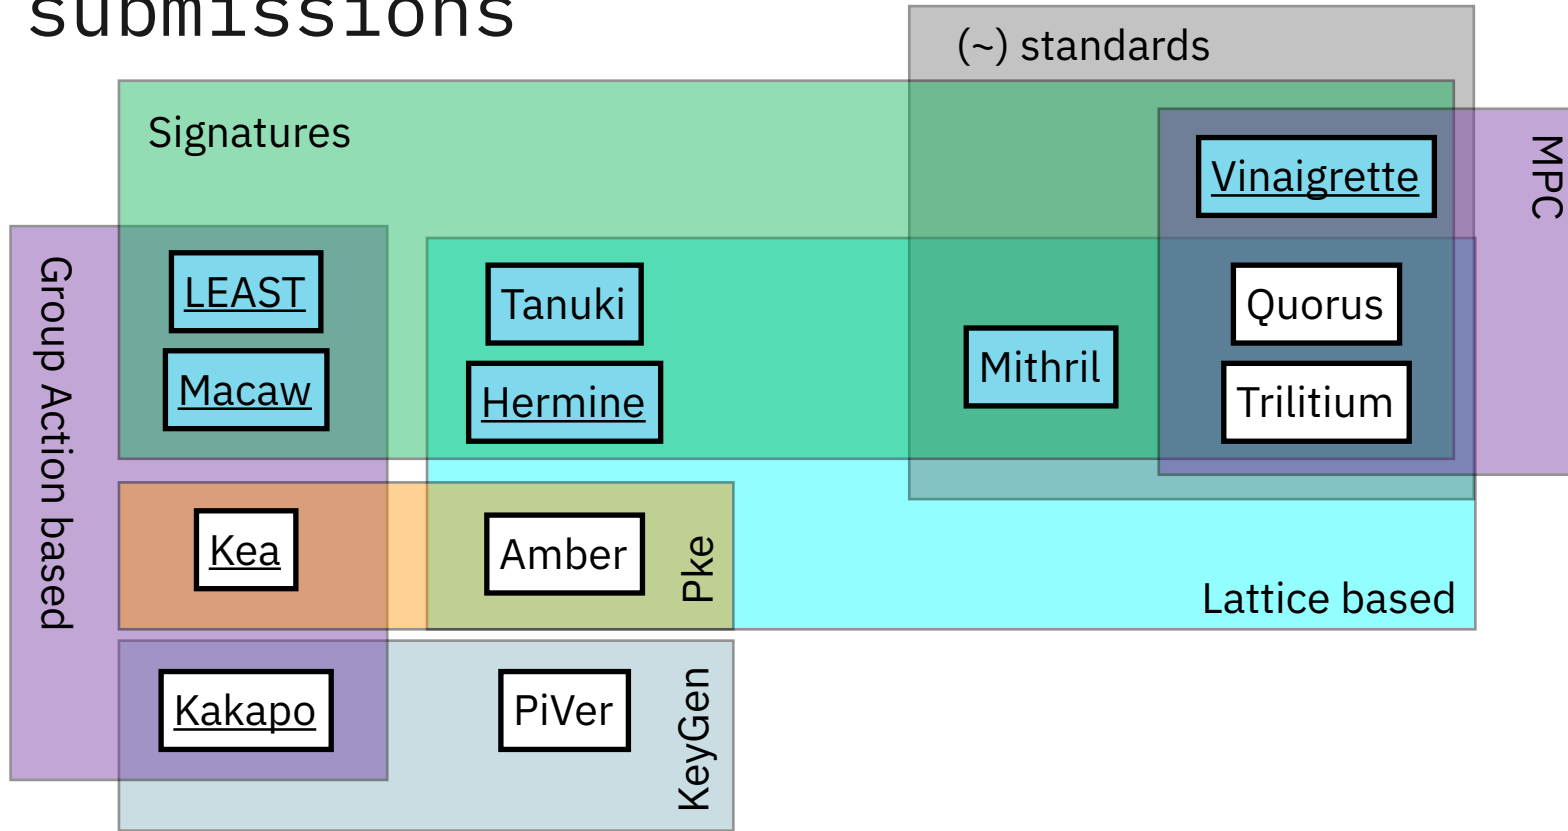 submissions
(~) standards
Signatures
MPC
Vinaigrette
Group Action based
LEAST
Tanuki
Quorus
Mithril
Macaw
Hermine
Trilitium
Kea
Amber
Pke
Lattice based
Kakapo
PiVer
KeyGen